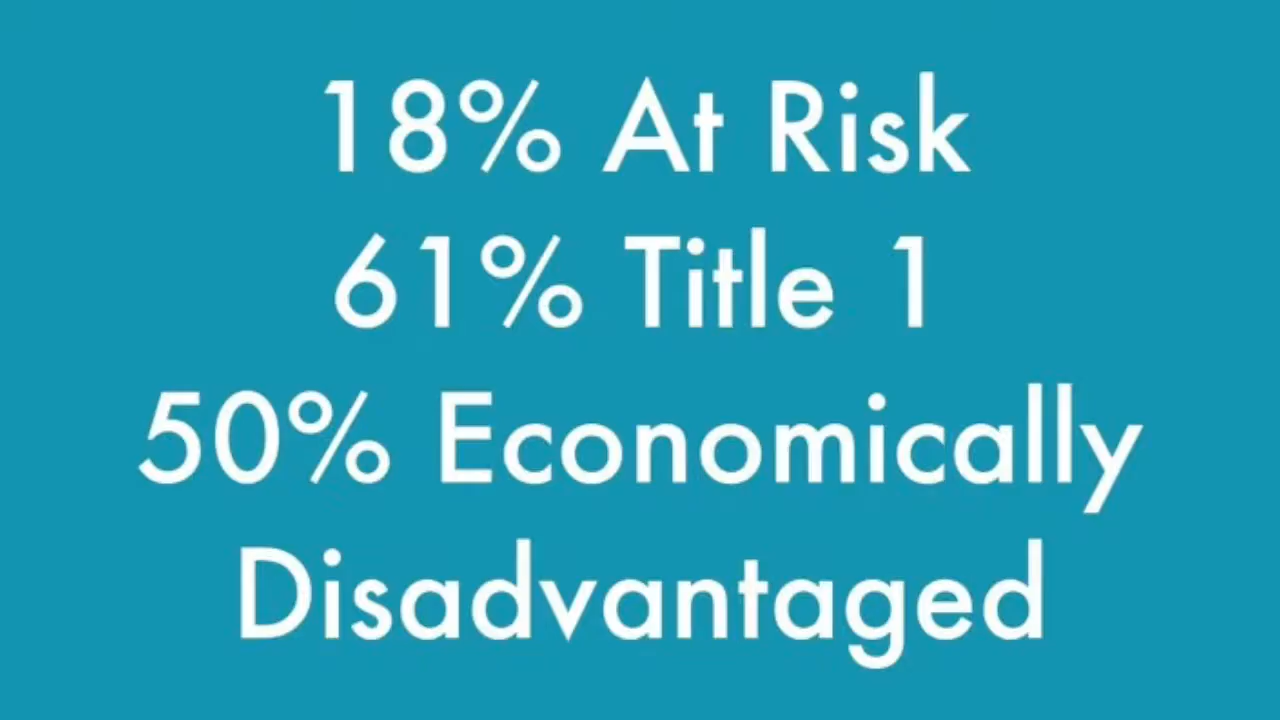 18% At Risk
61% Title 1
50% Economically
Disadvantaged